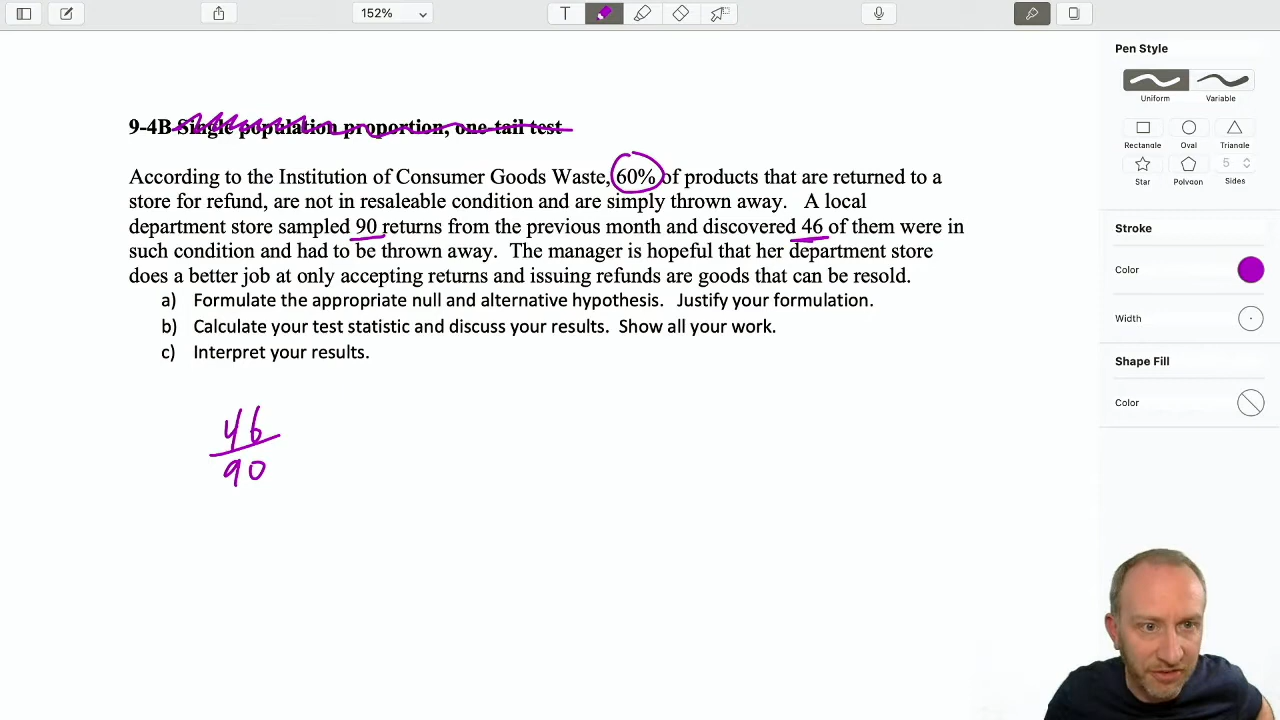 152%
T
Pen Style
Uniform
Variable
9-4B Single population proportion, one-tail test
Rectangle
Oval
Triangle
According to the Institution of Consumer Goods Waste, 60% of products that are returned to a
Star
Polygon
5
Sides
store for refund, are not in resaleable condition and are simply thrown away. A local
department store sampled 90 returns from the previous month and discovered 46 of them were in
such condition and had to be thrown away. The manager is hopeful that her department store
does a better job at only accepting returns and issuing refunds are goods that can be resold.
a) Formulate the appropriate null and alternative hypothesis. Justify your formulation.
b) Calculate your test statistic and discuss your results. Show all your work.
c) Interpret your results.
Stroke
Color
Width
Shape Fill
Color
46
90